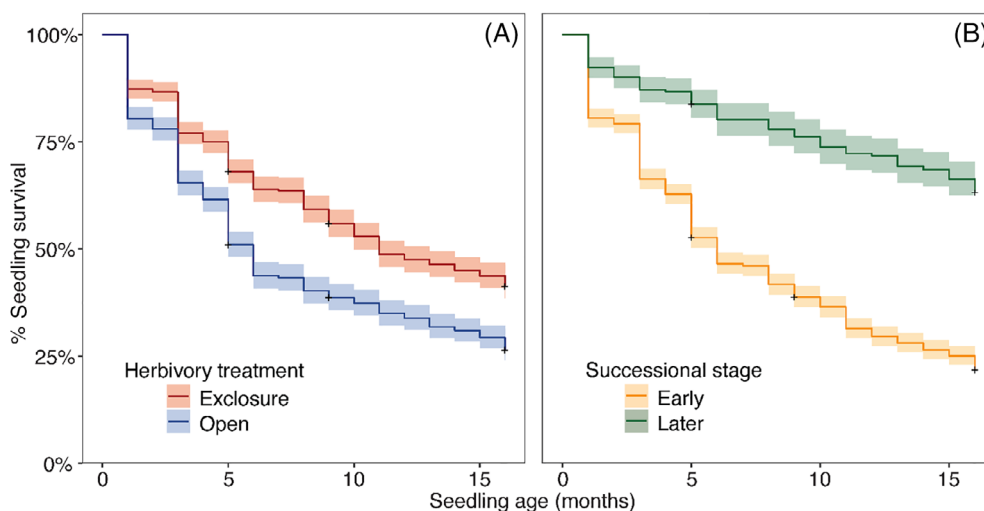 100%
75%
50%
25%
0%
% Seedling survival
(A)
Herbivory treatment
Exclosure
Open
0 5 10 15
(B)
Successional stage
Early
Later
0 5 10 15
Seedling age (months)